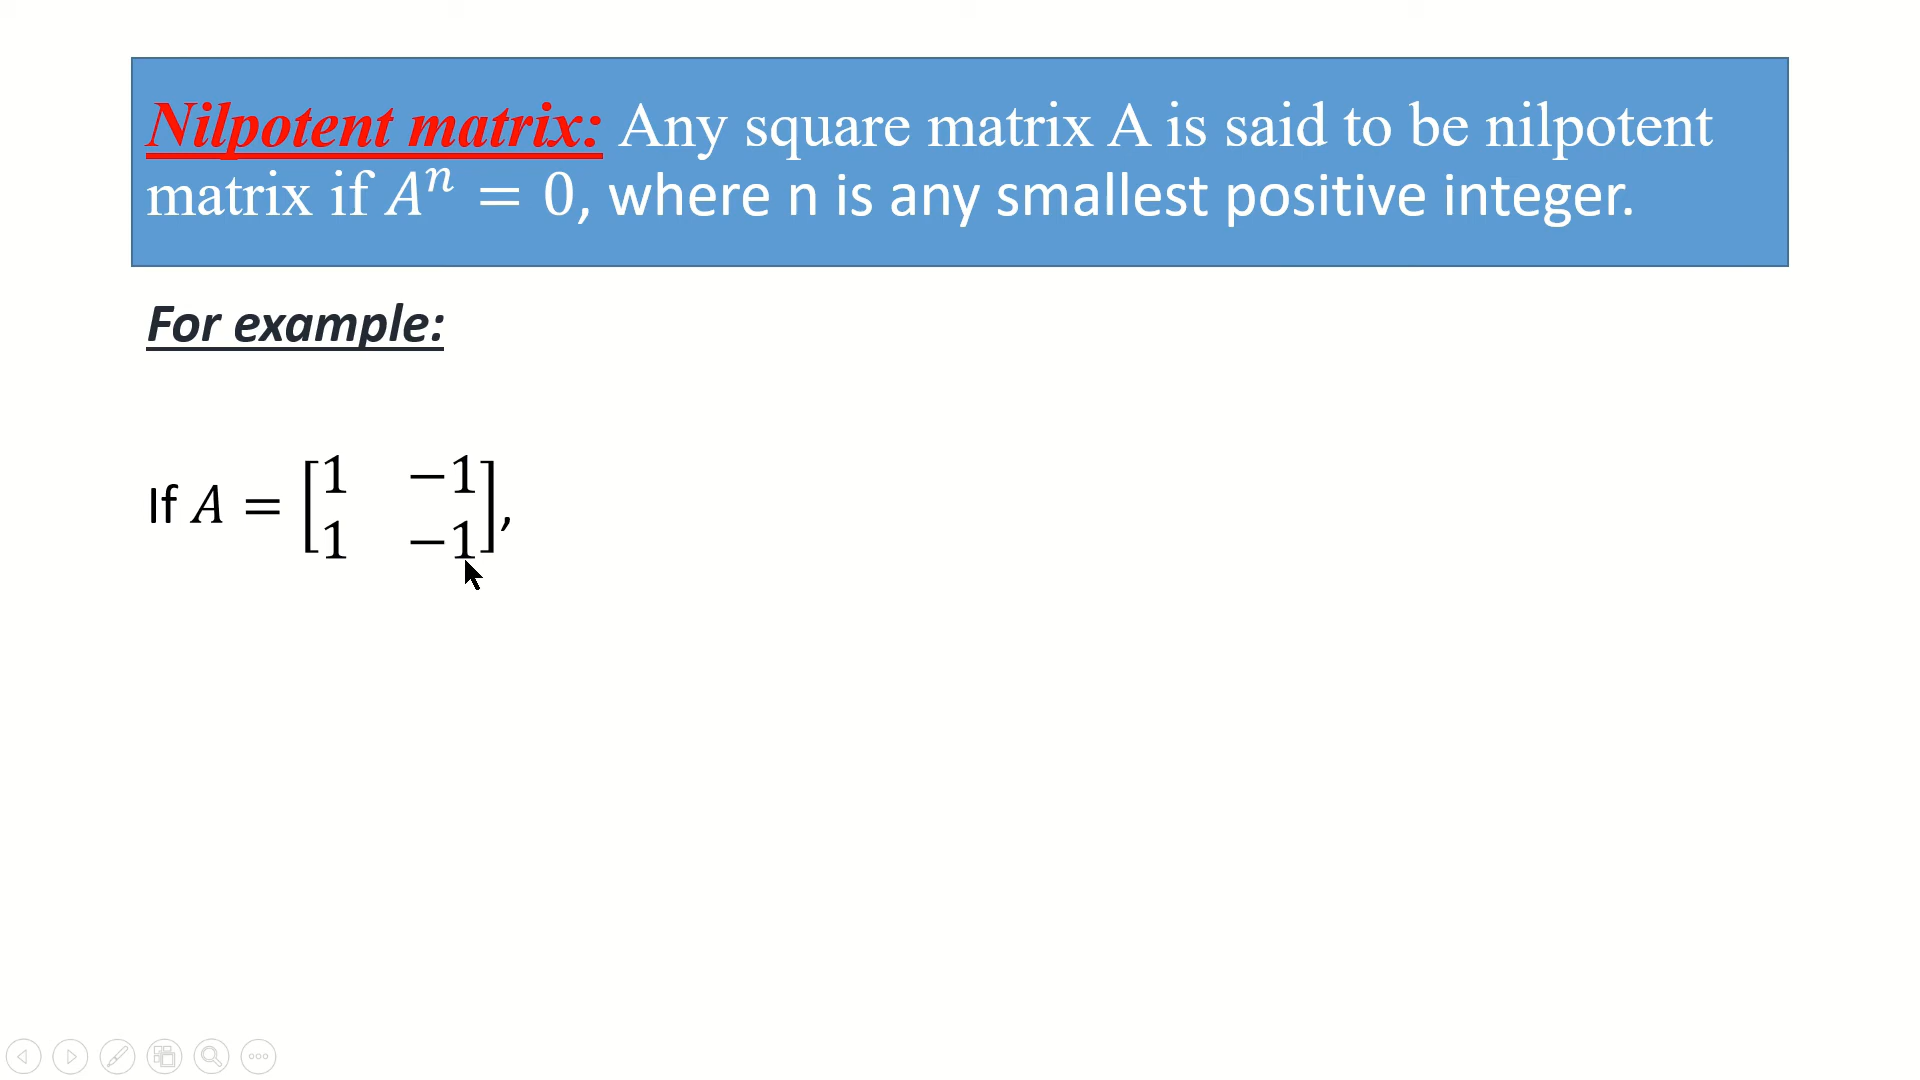 Nilpotent matrix: Any square matrix A is said to be nilpotent
matrix if Aⁿ = 0, where n is any smallest positive integer.
For example:
If A = [1 −1
1 −1],